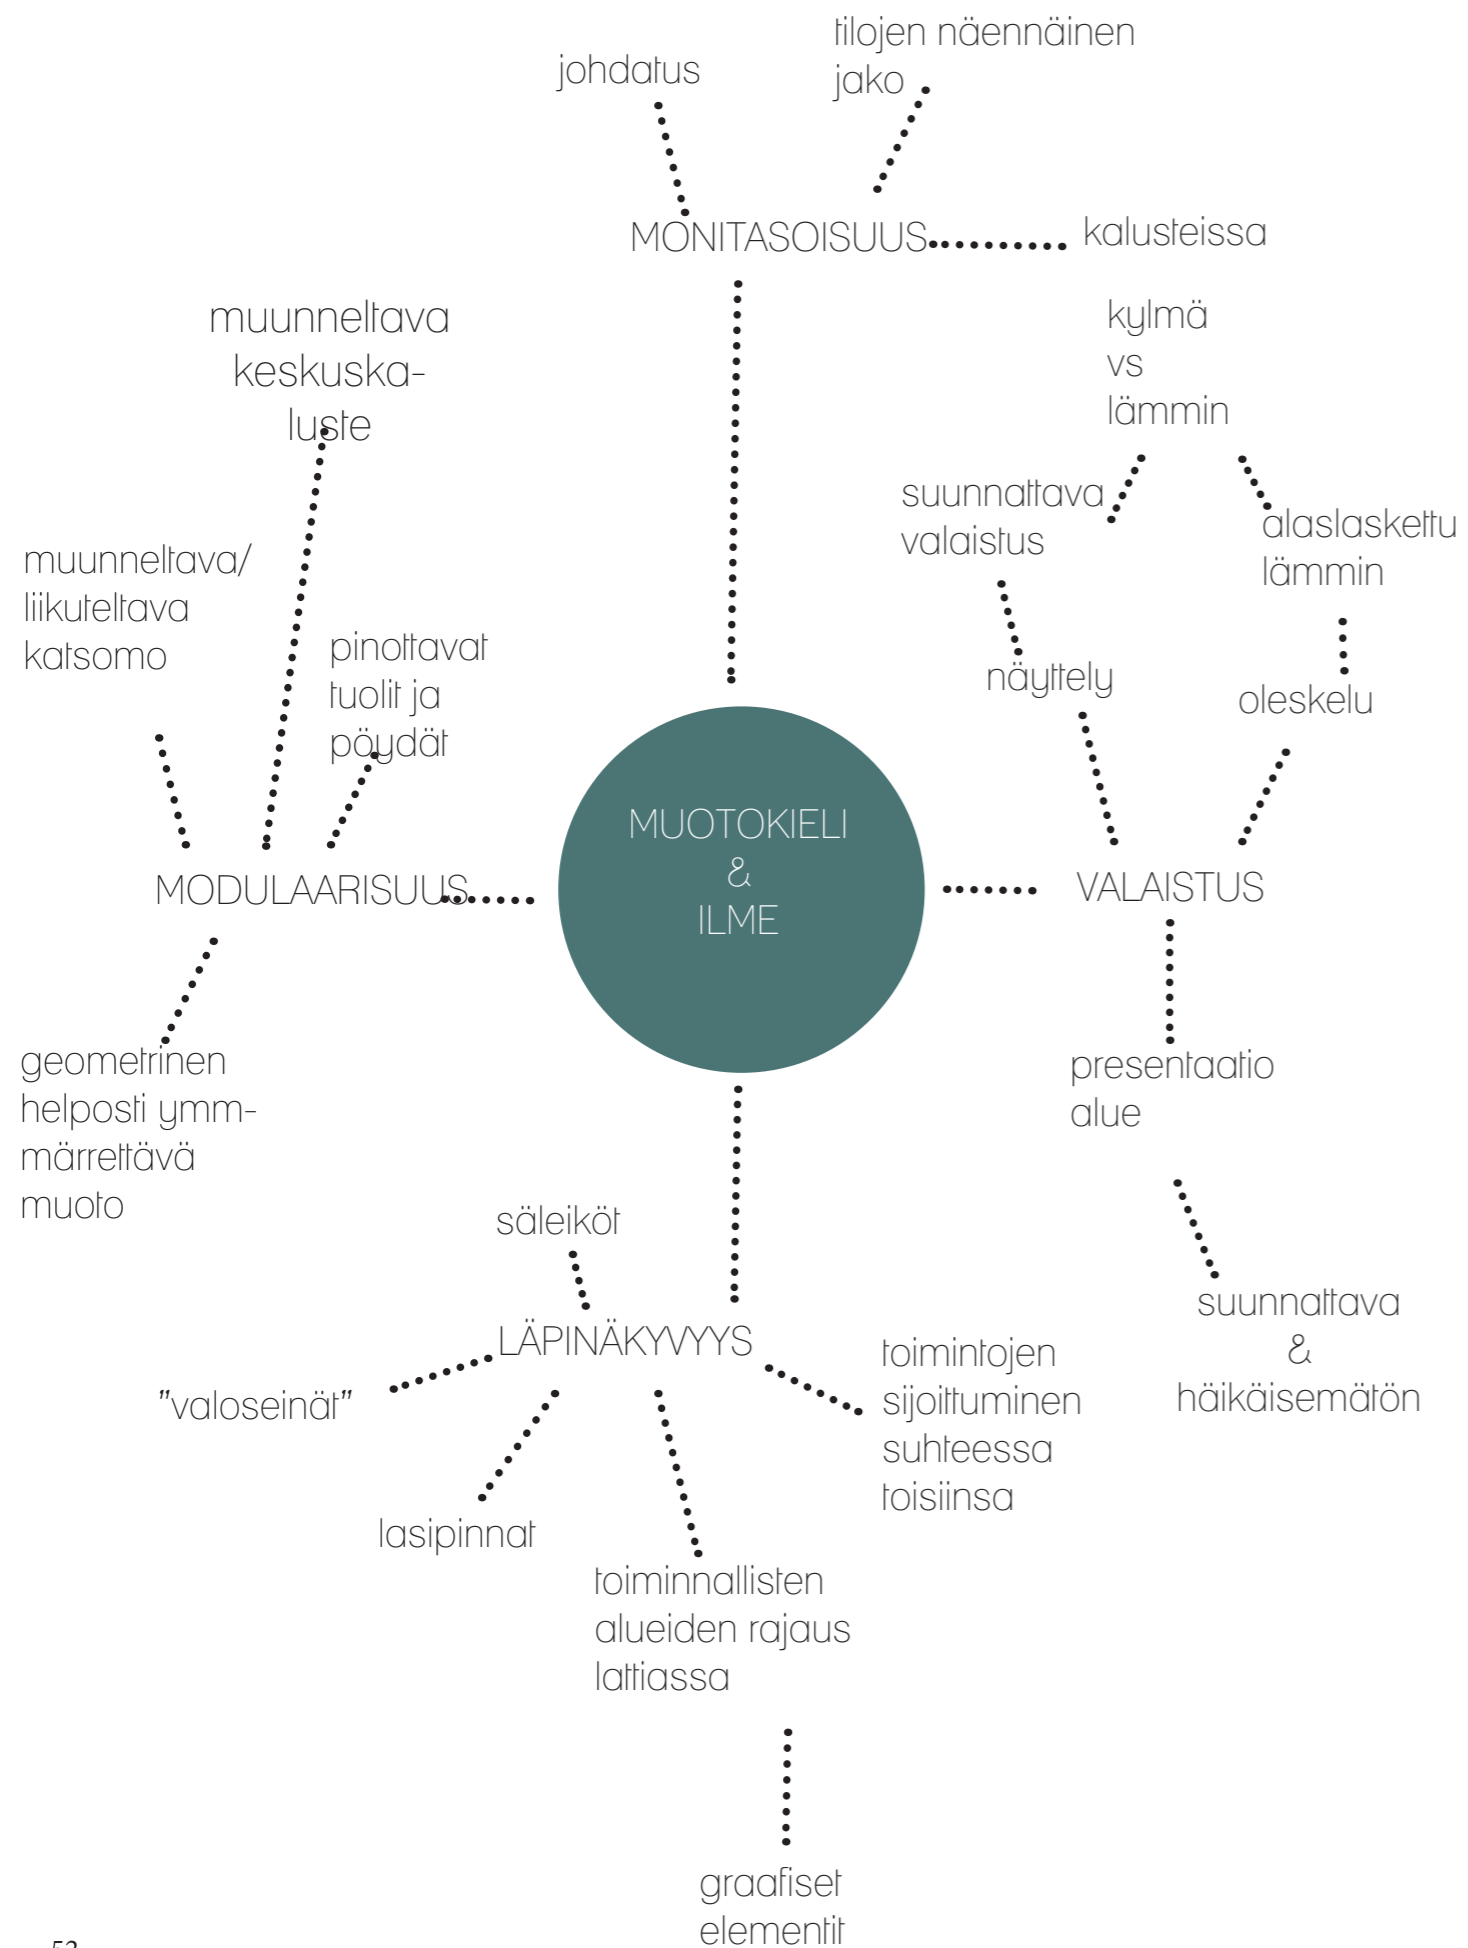 tilojen näennäinen
jako
johdatus
MONITASOISUUS
kalusteissa
muunneltava
keskuska-
luste
kylmä
vs
lämmin
suunnattava
valaistus
alaslaskettu
lämmin
muunneltava/
liikuteltava
katsomo
pinottavat
tuolit ja
pöydät
näyttely
oleskelu
MUOTOKIELI
&
ILME
MODULAARISUUS
VALAISTUS
geometrinen
helposti ymm-
märrettävä
muoto
presentaatio
alue
säleiköt
LÄPINÄKYVYYS
suunnattava
&
häikäisemätön
"valoseinät"
toimintojen
sijoittuminen
suhteessa
toisiinsa
lasipinnat
toiminnallisten
alueiden rajaus
lattiassa
graafiset
elementit